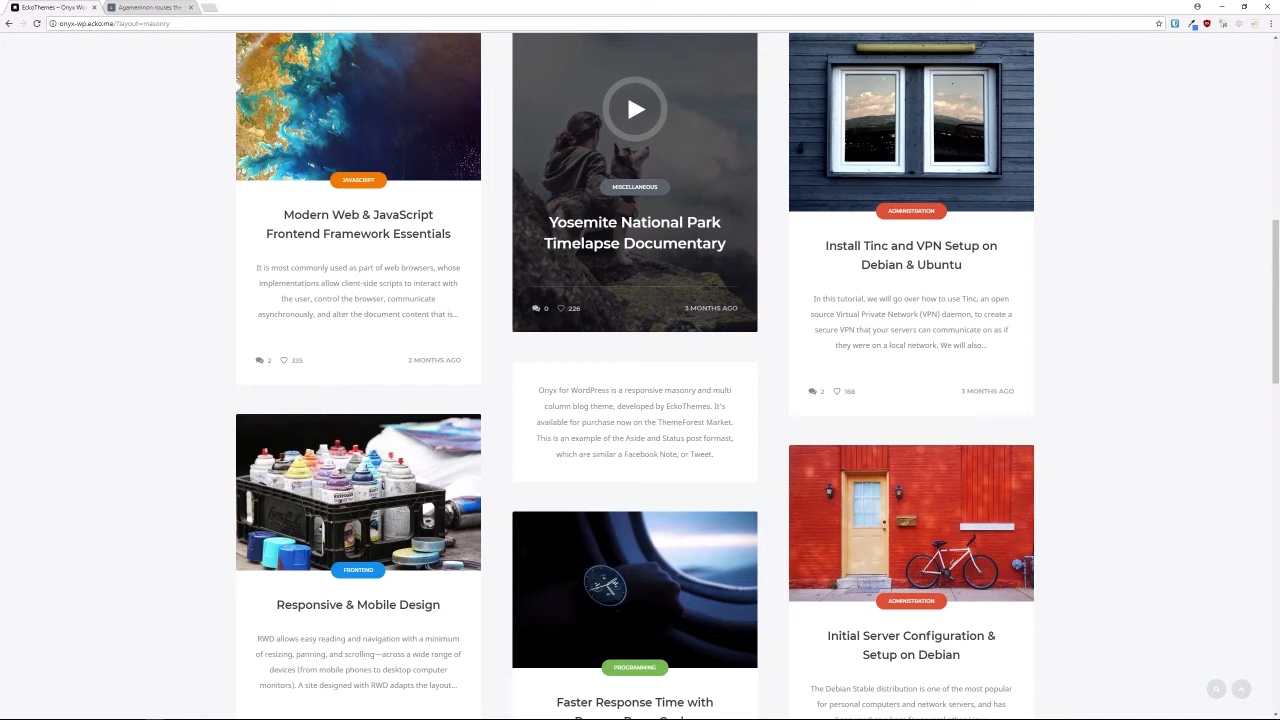 EckoThemes – Onyx Wo
Agamemnon rouses the
onyx-wp.ecko.me/?layout=masonry
JAVASCRIPT
Modern Web & JavaScript
Frontend Framework Essentials
It is most commonly used as part of web browsers, whose
implementations allow client-side scripts to interact with
the user, control the browser, communicate
asynchronously, and alter the document content that is...
2 335 2 MONTHS AGO
FRONTEND
Responsive & Mobile Design
RWD allows easy reading and navigation with a minimum
of resizing, panning, and scrolling—across a wide range of
devices (from mobile phones to desktop computer
monitors). A site designed with RWD adapts the layout...
MISCELLANEOUS
Yosemite National Park
Timelapse Documentary
0 226 3 MONTHS AGO
Onyx for WordPress is a responsive masonry and multi
column blog theme, developed by EckoThemes. It's
available for purchase now on the ThemeForest Market.
This is an example of the Aside and Status post formast,
which are similar a Facebook Note, or Tweet.
PROGRAMMING
Faster Response Time with
ADMINISTRATION
Install Tinc and VPN Setup on
Debian & Ubuntu
In this tutorial, we will go over how to use Tinc, an open
source Virtual Private Network (VPN) daemon, to create a
secure VPN that your servers can communicate on as if
they were on a local network. We will also...
2 168 3 MONTHS AGO
ADMINISTRATION
Initial Server Configuration &
Setup on Debian
The Debian Stable distribution is one of the most popular
for personal computers and network servers, and has